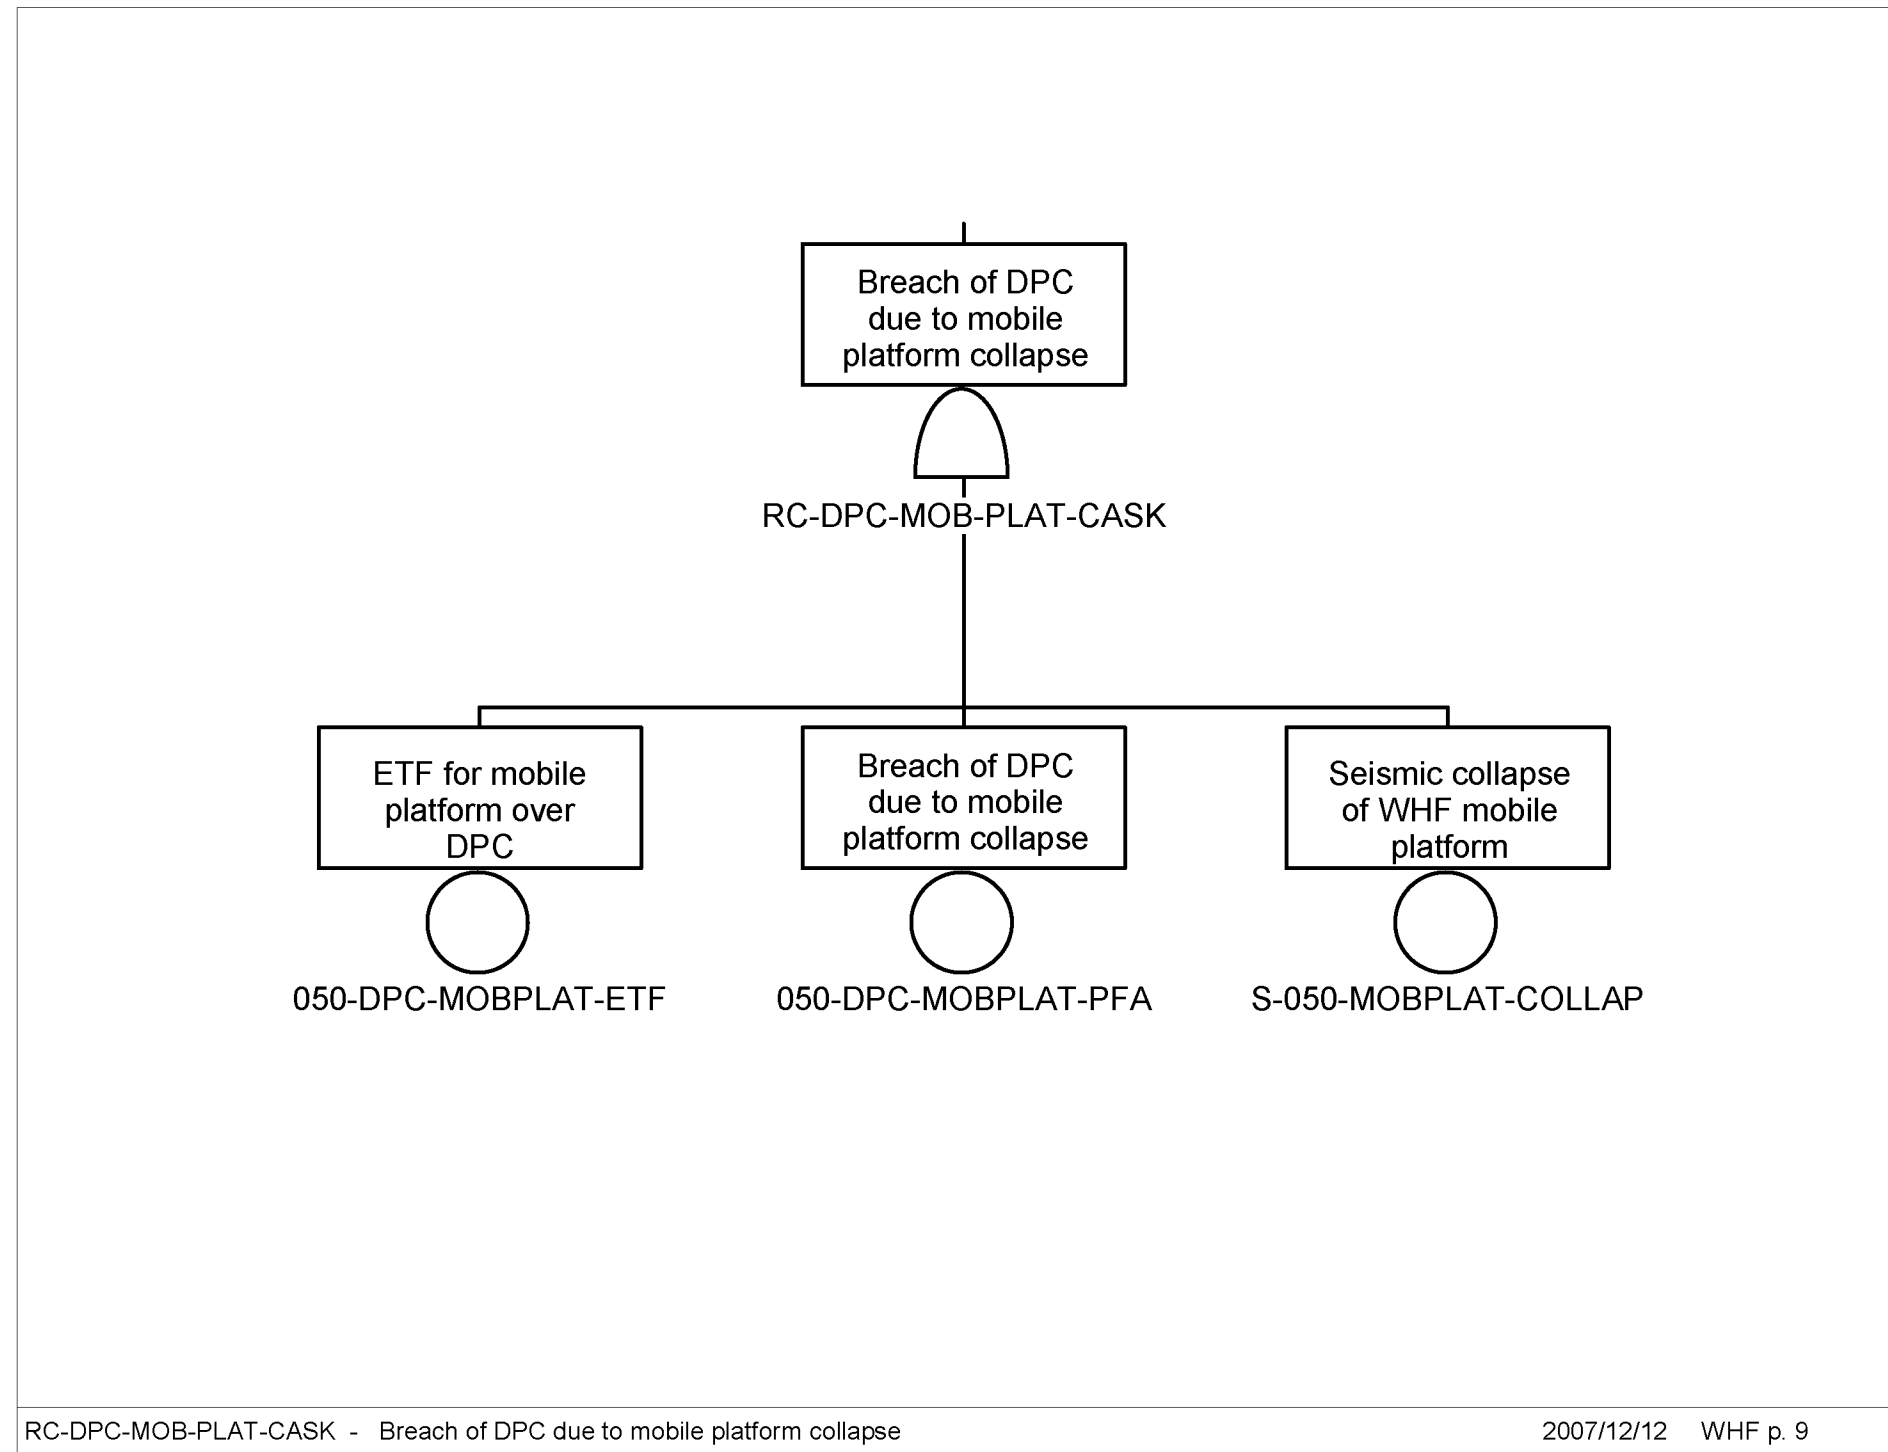 Breach of DPC
due to mobile
platform collapse
RC-DPC-MOB-PLAT-CASK
ETF for mobile
platform over
DPC
050-DPC-MOBPLAT-ETF
Breach of DPC
due to mobile
platform collapse
050-DPC-MOBPLAT-PFA
Seismic collapse
of WHF mobile
platform
S-050-MOBPLAT-COLLAP
RC-DPC-MOB-PLAT-CASK - Breach of DPC due to mobile platform collapse
2007/12/12 WHF p. 9